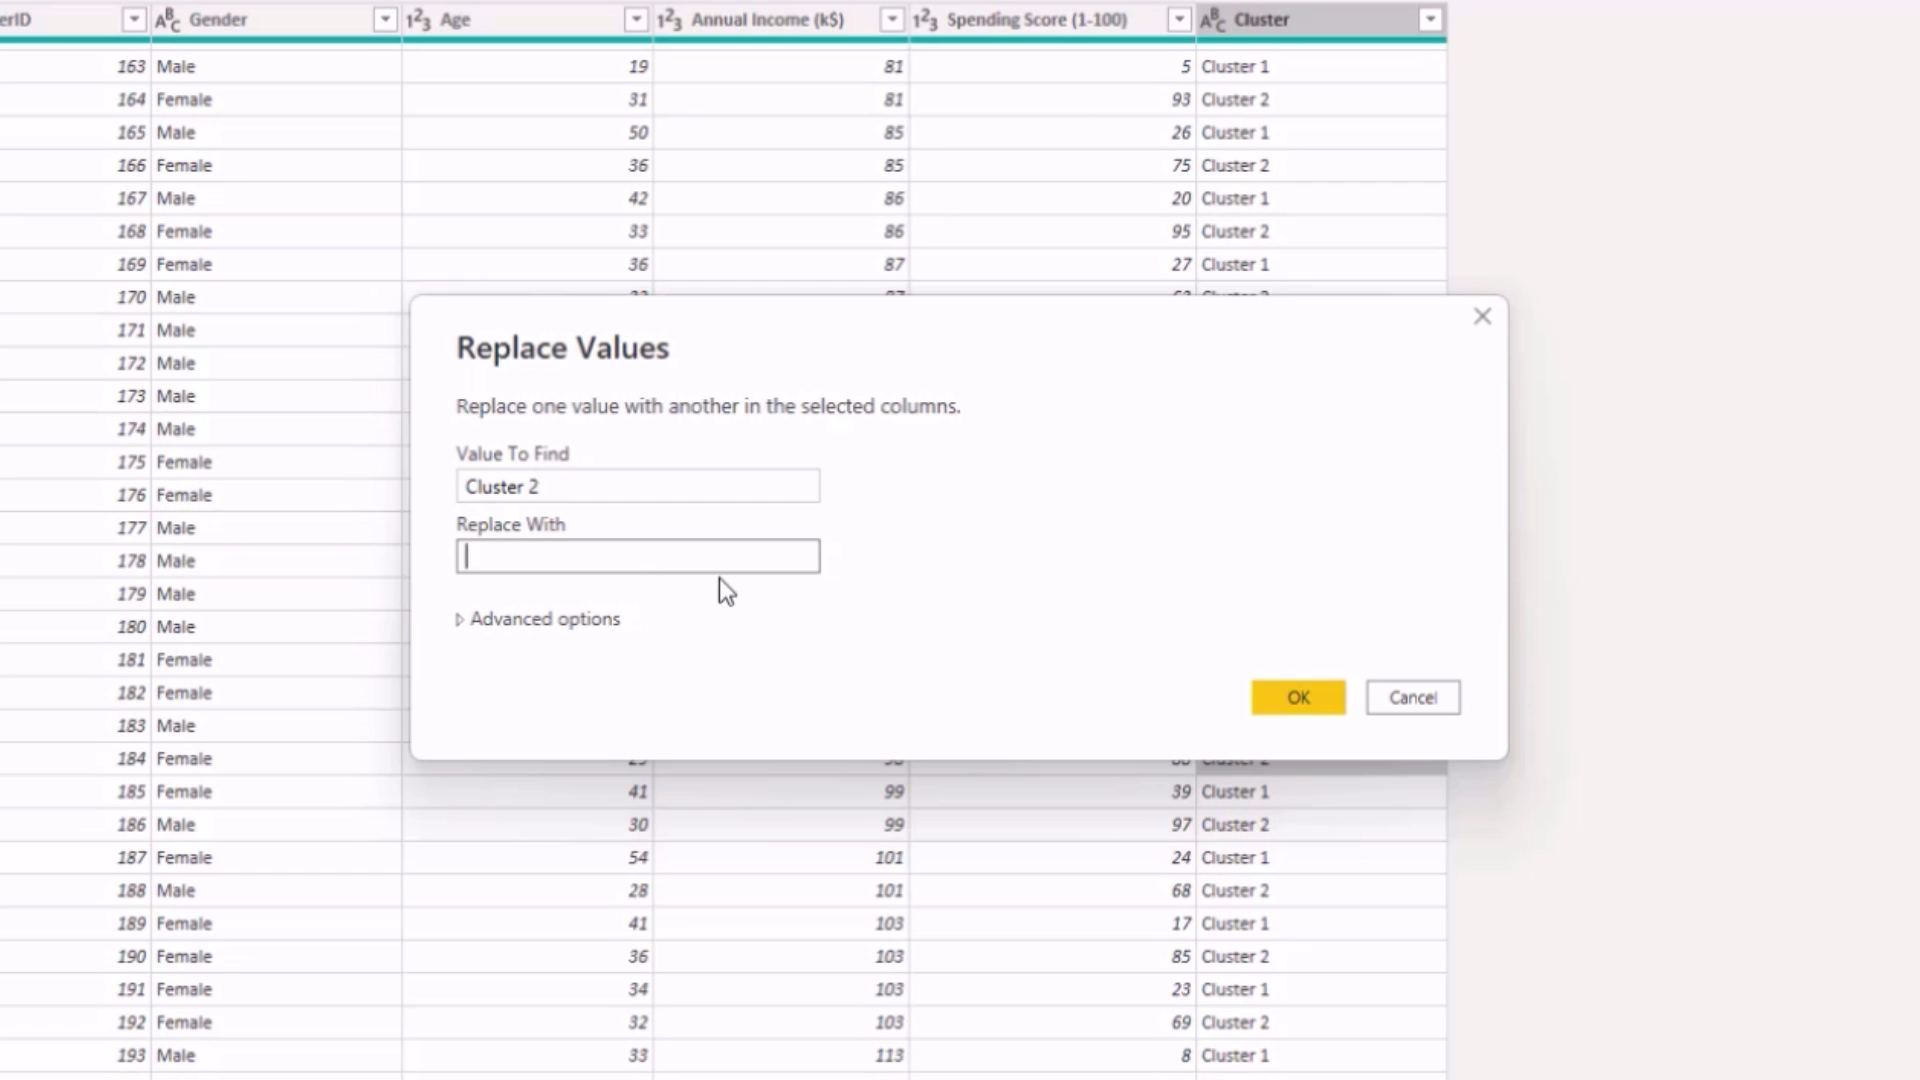 erID ABC Gender 123 Age 123 Annual Income (k$) 123 Spending Score (1-100) ABC Cluster
163 Male 19 81 5 Cluster 1
164 Female 31 81 93 Cluster 2
165 Male 50 85 26 Cluster 1
166 Female 36 85 75 Cluster 2
167 Male 42 86 20 Cluster 1
168 Female 33 86 95 Cluster 2
169 Female 36 87 27 Cluster 1
170 Male
171 Male
172 Male
173 Male
174 Male
175 Female
176 Female
177 Male
178 Male
179 Male
180 Male
181 Female
182 Female
183 Male
184 Female
Replace Values
Replace one value with another in the selected columns.
Value To Find
Cluster 2
Replace With
Advanced options
OK
Cancel
185 Female 41 99 39 Cluster 1
186 Male 30 99 97 Cluster 2
187 Female 54 101 24 Cluster 1
188 Male 28 101 68 Cluster 2
189 Female 41 103 17 Cluster 1
190 Female 36 103 85 Cluster 2
191 Female 34 103 23 Cluster 1
192 Female 32 103 69 Cluster 2
193 Male 33 113 8 Cluster 1